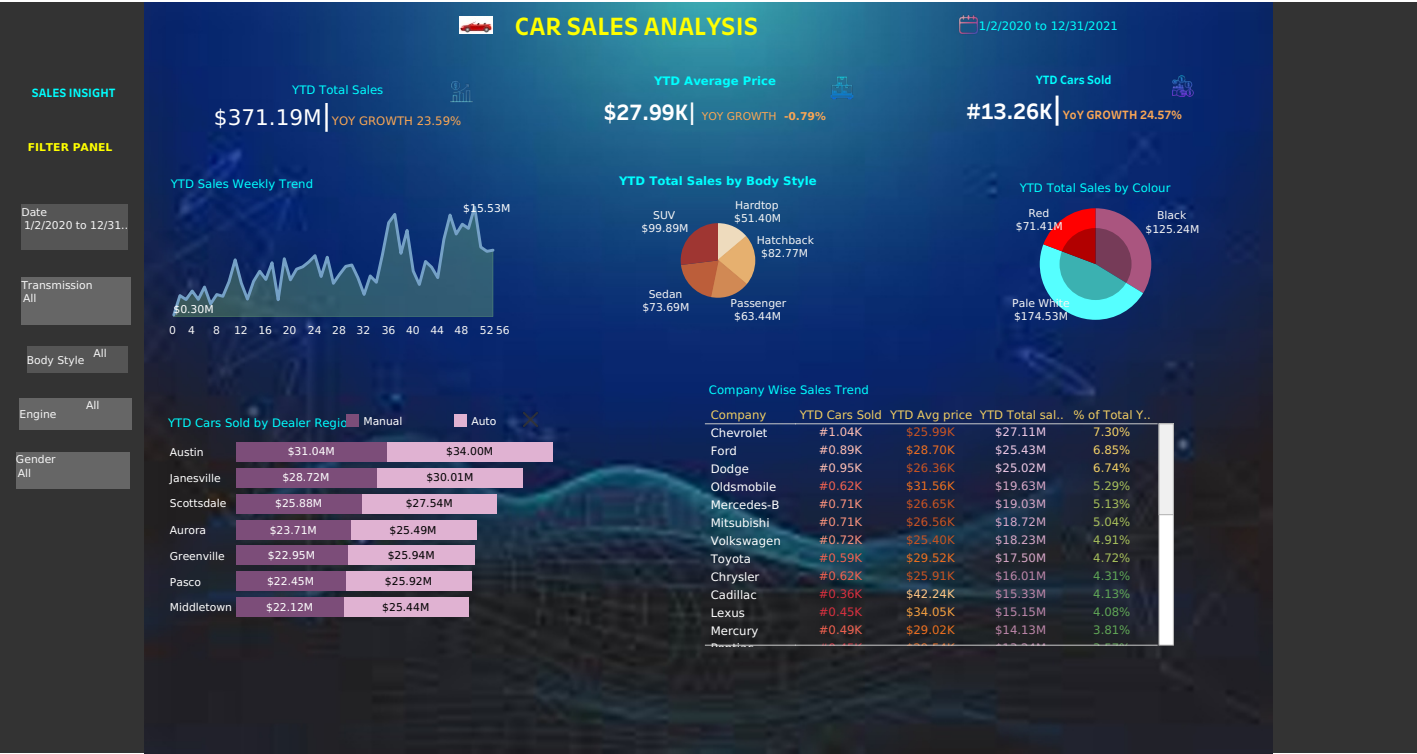 CAR SALES ANALYSIS
1/2/2020 to 12/31/2021
SALES INSIGHT
FILTER PANEL
Date
1/2/2020 to 12/31..
Transmission
All
Body Style All
Engine All
Gender
All
YTD Total Sales
$371.19M YOY GROWTH 23.59%
YTD Average Price
$27.99K YOY GROWTH -0.79%
YTD Cars Sold
#13.26K YoY GROWTH 24.57%
YTD Sales Weekly Trend
$15.53M
$0.30M
0 4 8 12 16 20 24 28 32 36 40 44 48 52 56
YTD Total Sales by Body Style
Hardtop
$51.40M
SUV
$99.89M
Hatchback
$82.77M
Sedan
$73.69M
Passenger
$63.44M
YTD Total Sales by Colour
Red
$71.41M
Black
$125.24M
Pale White
$174.53M
YTD Cars Sold by Dealer Regio
Manual Auto
Austin $31.04M $34.00M
Janesville $28.72M $30.01M
Scottsdale $25.88M $27.54M
Aurora $23.71M $25.49M
Greenville $22.95M $25.94M
Pasco $22.45M $25.92M
Middletown $22.12M $25.44M
Company Wise Sales Trend
Company YTD Cars Sold YTD Avg price YTD Total sal.. % of Total Y..
Chevrolet #1.04K $25.99K $27.11M 7.30%
Ford #0.89K $28.70K $25.43M 6.85%
Dodge #0.95K $26.36K $25.02M 6.74%
Oldsmobile #0.62K $31.56K $19.63M 5.29%
Mercedes-B #0.71K $26.65K $19.03M 5.13%
Mitsubishi #0.71K $26.56K $18.72M 5.04%
Volkswagen #0.72K $25.40K $18.23M 4.91%
Toyota #0.59K $29.52K $17.50M 4.72%
Chrysler #0.62K $25.91K $16.01M 4.31%
Cadillac #0.36K $42.24K $15.33M 4.13%
Lexus #0.45K $34.05K $15.15M 4.08%
Mercury #0.49K $29.02K $14.13M 3.81%